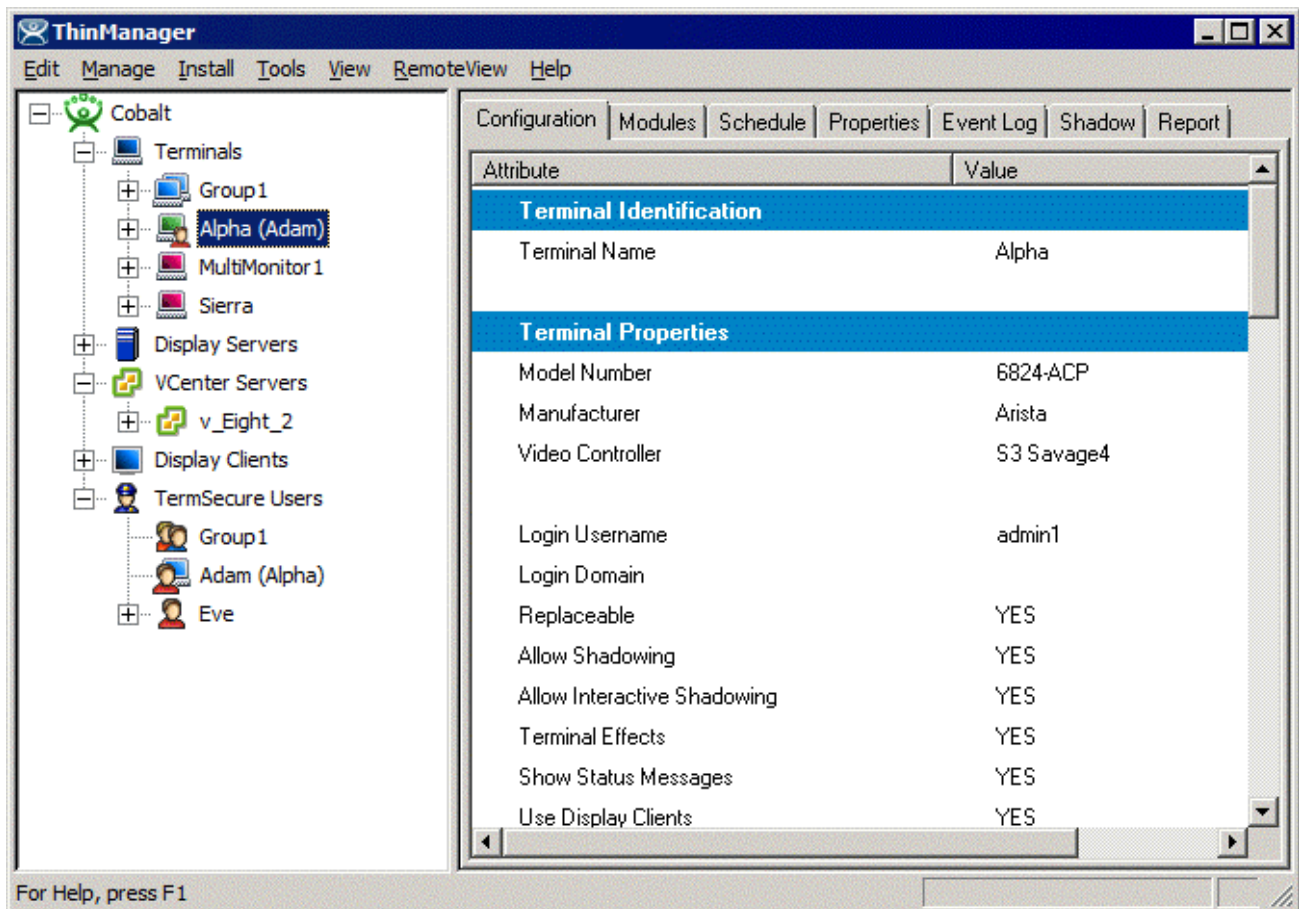 ThinManager
Edit Manage Install Tools View RemoteView Help
Cobalt
Terminals
Group1
Alpha (Adam)
MultiMonitor1
Sierra
Display Servers
VCenter Servers
v_Eight_2
Display Clients
TermSecure Users
Group1
Adam (Alpha)
Eve
Configuration Modules Schedule Properties Event Log Shadow Report
Attribute Value
Terminal Identification
Terminal Name Alpha
Terminal Properties
Model Number 6824-ACP
Manufacturer Arista
Video Controller S3 Savage4
Login Username admin1
Login Domain
Replaceable YES
Allow Shadowing YES
Allow Interactive Shadowing YES
Terminal Effects YES
Show Status Messages YES
Use Display Clients YES
For Help, press F1